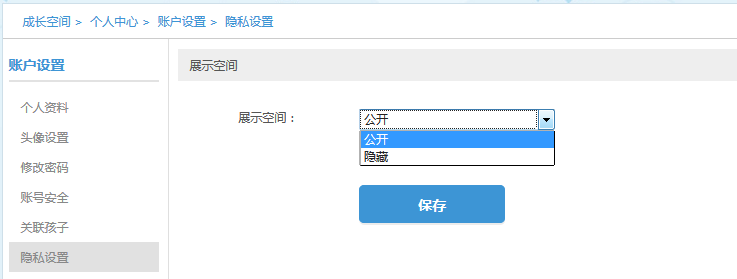 成长空间 > 个人中心 > 账户设置 > 隐私设置
账户设置
个人资料
头像设置
修改密码
账号安全
关联孩子
隐私设置
展示空间
展示空间：
公开
公开
隐藏
保存